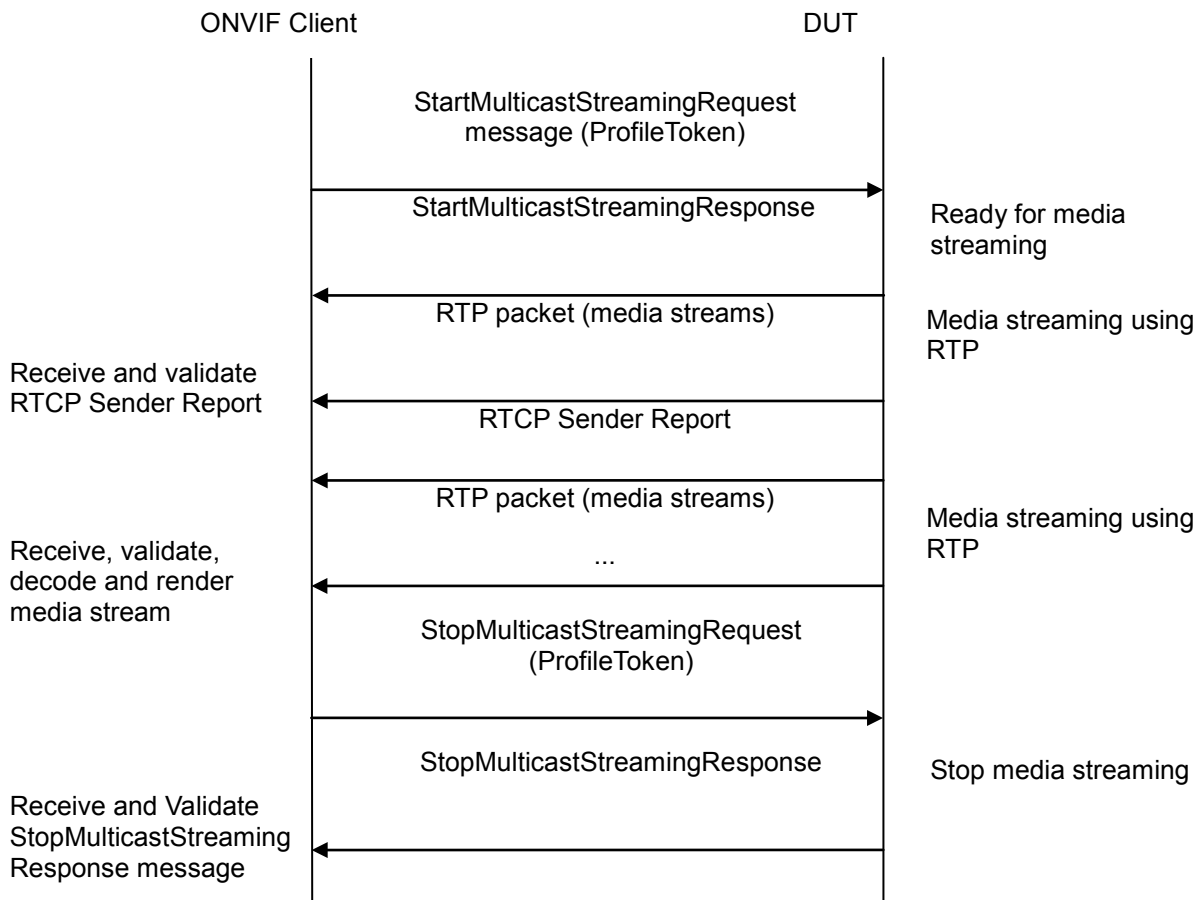 ONVIF Client
DUT
StartMulticastStreamingRequest
message (ProfileToken)
StartMulticastStreamingResponse
Ready for media
streaming
RTP packet (media streams)
Media streaming using
RTP
Receive and validate
RTCP Sender Report
RTCP Sender Report
RTP packet (media streams)
Media streaming using
RTP
Receive, validate,
decode and render
media stream
...
StopMulticastStreamingRequest
(ProfileToken)
StopMulticastStreamingResponse
Stop media streaming
Receive and Validate
StopMulticastStreaming
Response message